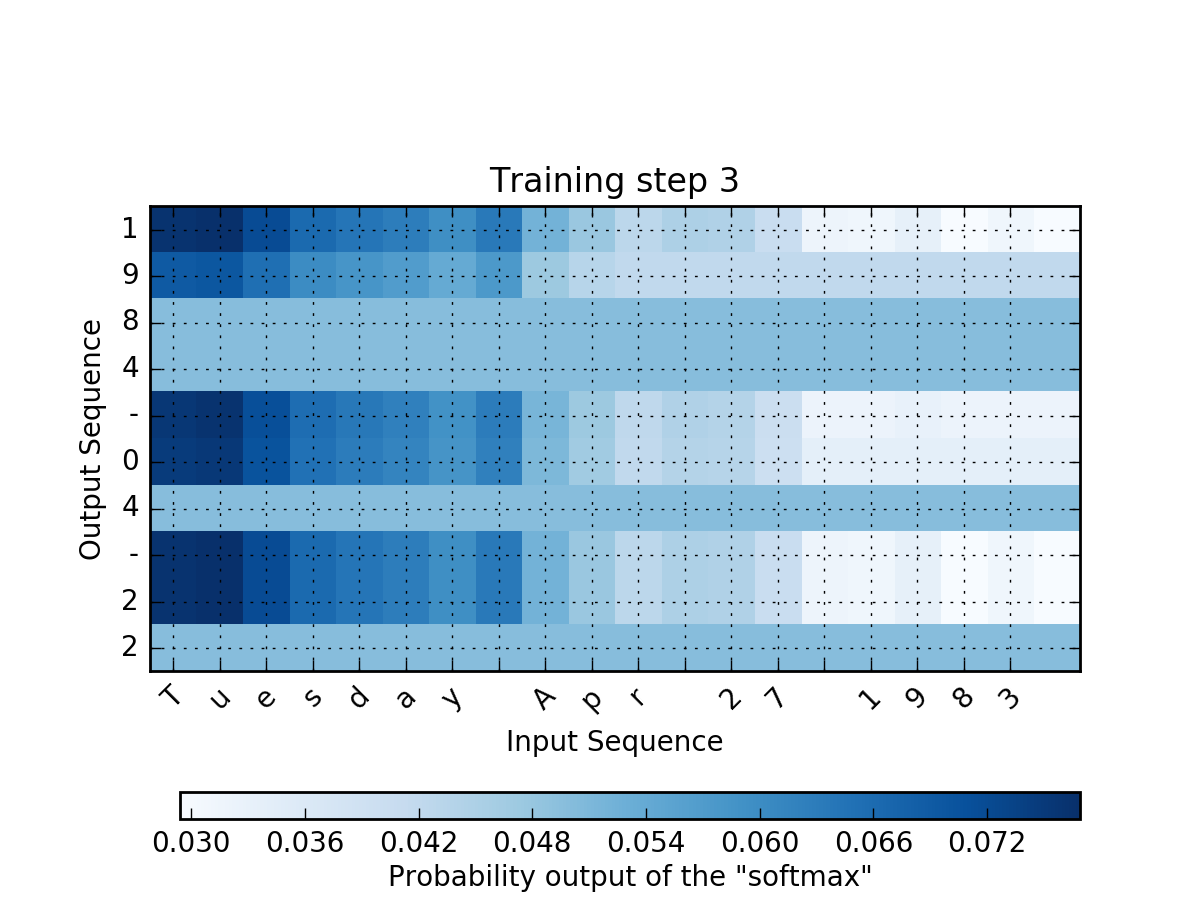 Training step 3
1
9
8
4
-
0
4
-
2
2
Output Sequence
T u e s d a y A p r 2 7 1 9 8 3
Input Sequence
0.030 0.036 0.042 0.048 0.054 0.060 0.066 0.072
Probability output of the "softmax"